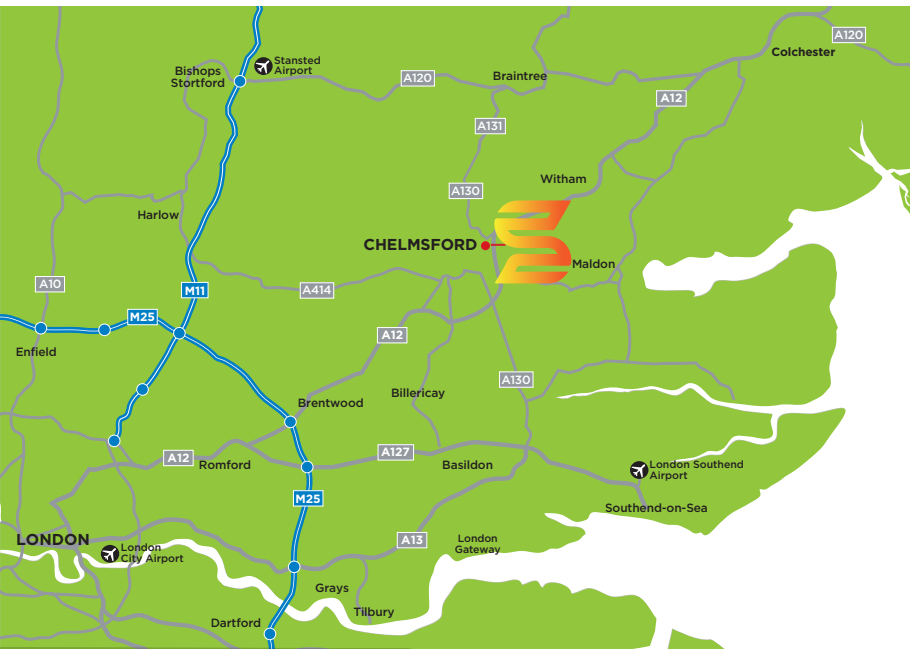 A120
Colchester
Stansted
Airport
Bishops
Stortford
A120
Braintree
A12
A131
Witham
A130
Harlow
CHELMSFORD
Maldon
A10
M11
A414
M25
A12
Enfield
A130
Billericay
Brentwood
A127
A12
Romford
Basildon
London Southend
Airport
M25
Southend-on-Sea
LONDON
A13
London
Gateway
London
City Airport
Grays
Tilbury
Dartford